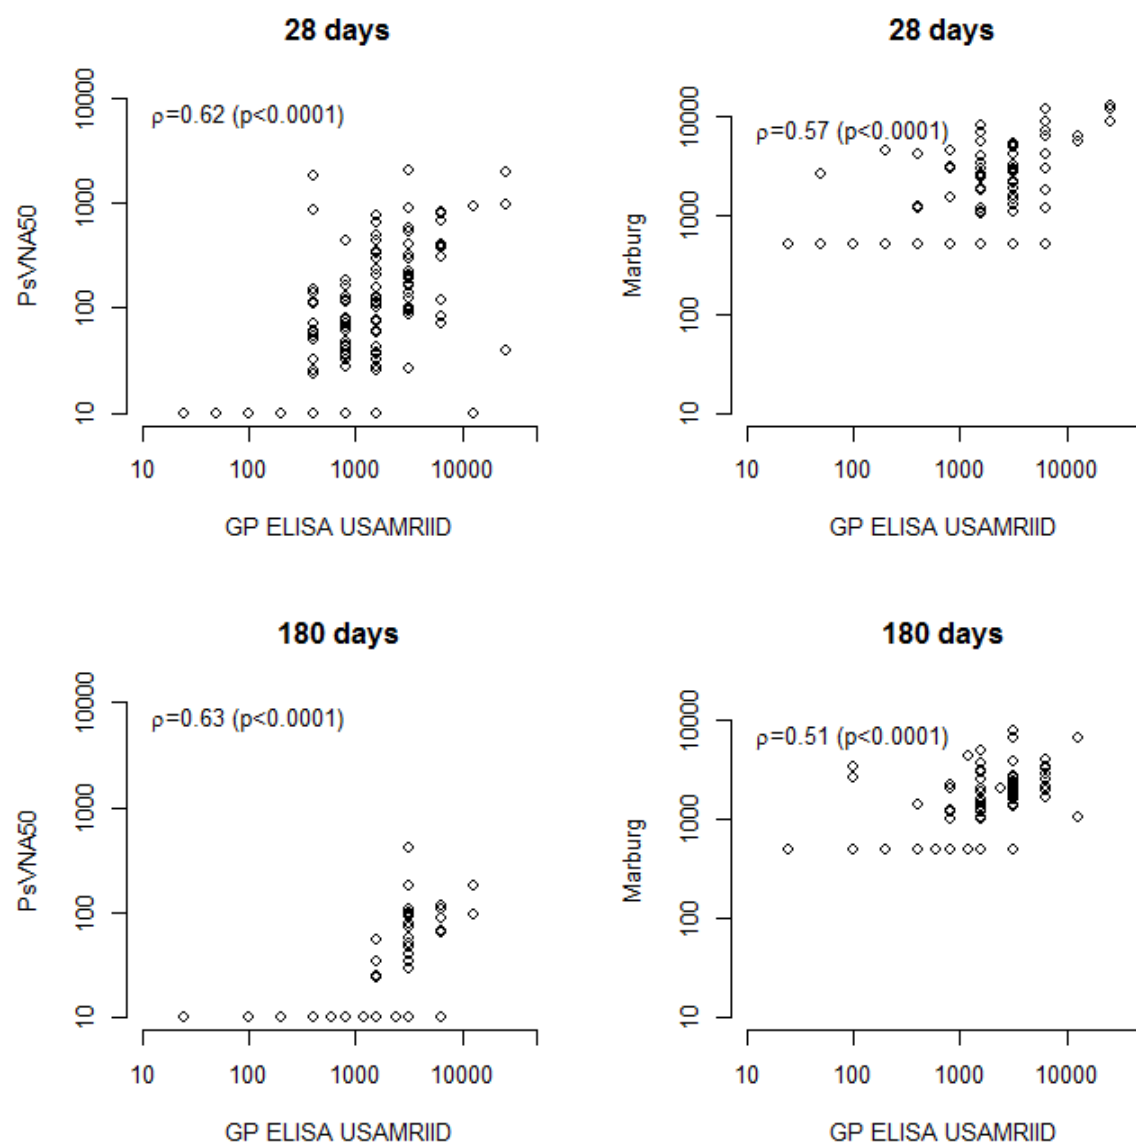 28 days
ρ=0.62 (p<0.0001)
PsVNA50
10000
1000
100
10
10 100 1000 10000
GP ELISA USAMRIID
28 days
ρ=0.57 (p<0.0001)
Marburg
10000
1000
100
10
10 100 1000 10000
GP ELISA USAMRIID
180 days
ρ=0.63 (p<0.0001)
PsVNA50
10000
1000
100
10
10 100 1000 10000
GP ELISA USAMRIID
180 days
ρ=0.51 (p<0.0001)
Marburg
10000
1000
100
10
10 100 1000 10000
GP ELISA USAMRIID